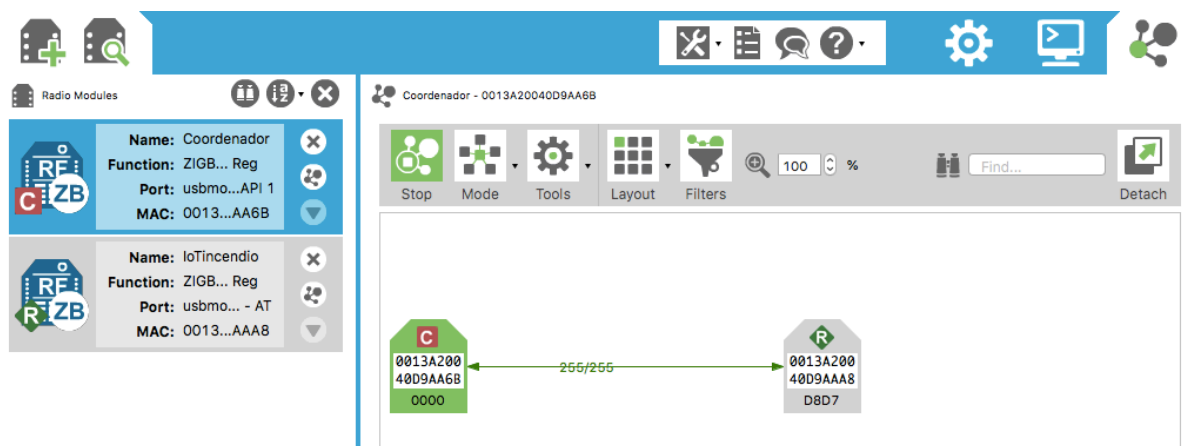 Radio Modules
Coordenador - 0013A20040D9AA6B
RF
C
ZB
Name: Coordenador
Function: ZIGB... Reg
Port: usbmo...API 1
MAC: 0013...AA6B
RF
R
ZB
Name: IoTincendio
Function: ZIGB... Reg
Port: usbmo... - AT
MAC: 0013...AAA8
Stop
Mode
Tools
Layout
Filters
100
%
Find...
Detach
C
0013A200
40D9AA6B
0000
255/255
R
0013A200
40D9AAA8
D8D7